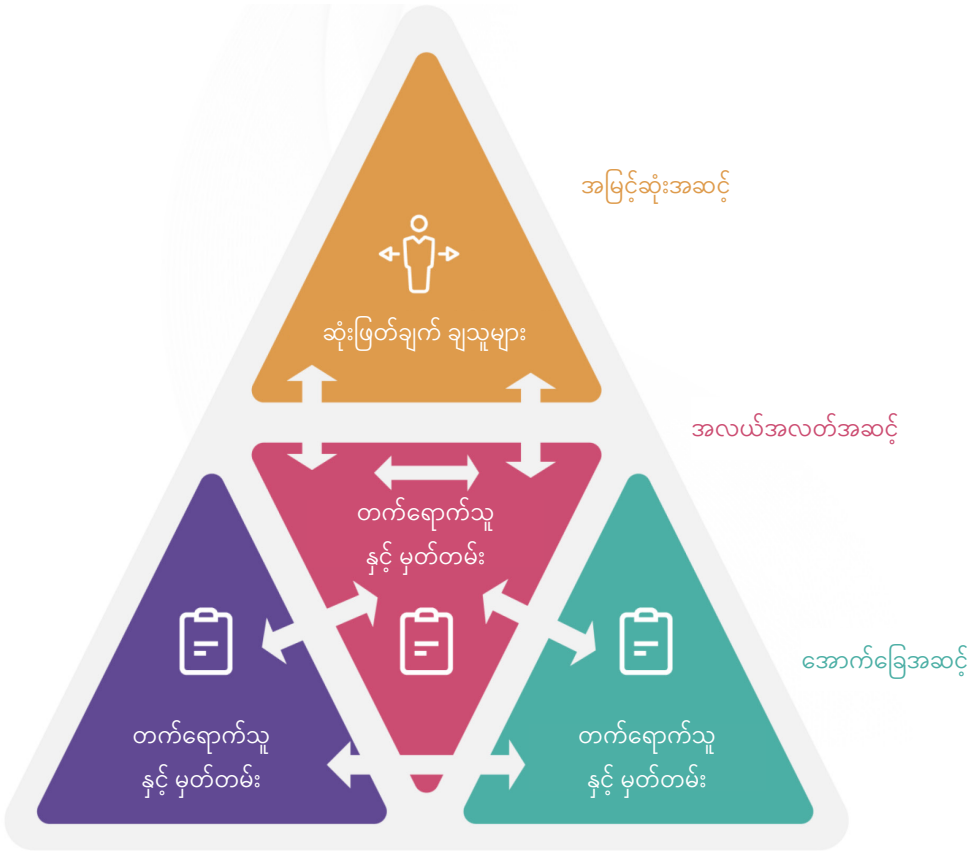 အမြင့်ဆုံးအဆင့်
ဆုံးဖြတ်ချက် ချသူများ
အလယ်အလတ်အဆင့်
တက်ရောက်သူ
နှင့် မှတ်တမ်း
အောက်ခြေအဆင့်
တက်ရောက်သူ
နှင့် မှတ်တမ်း
တက်ရောက်သူ
နှင့် မှတ်တမ်း